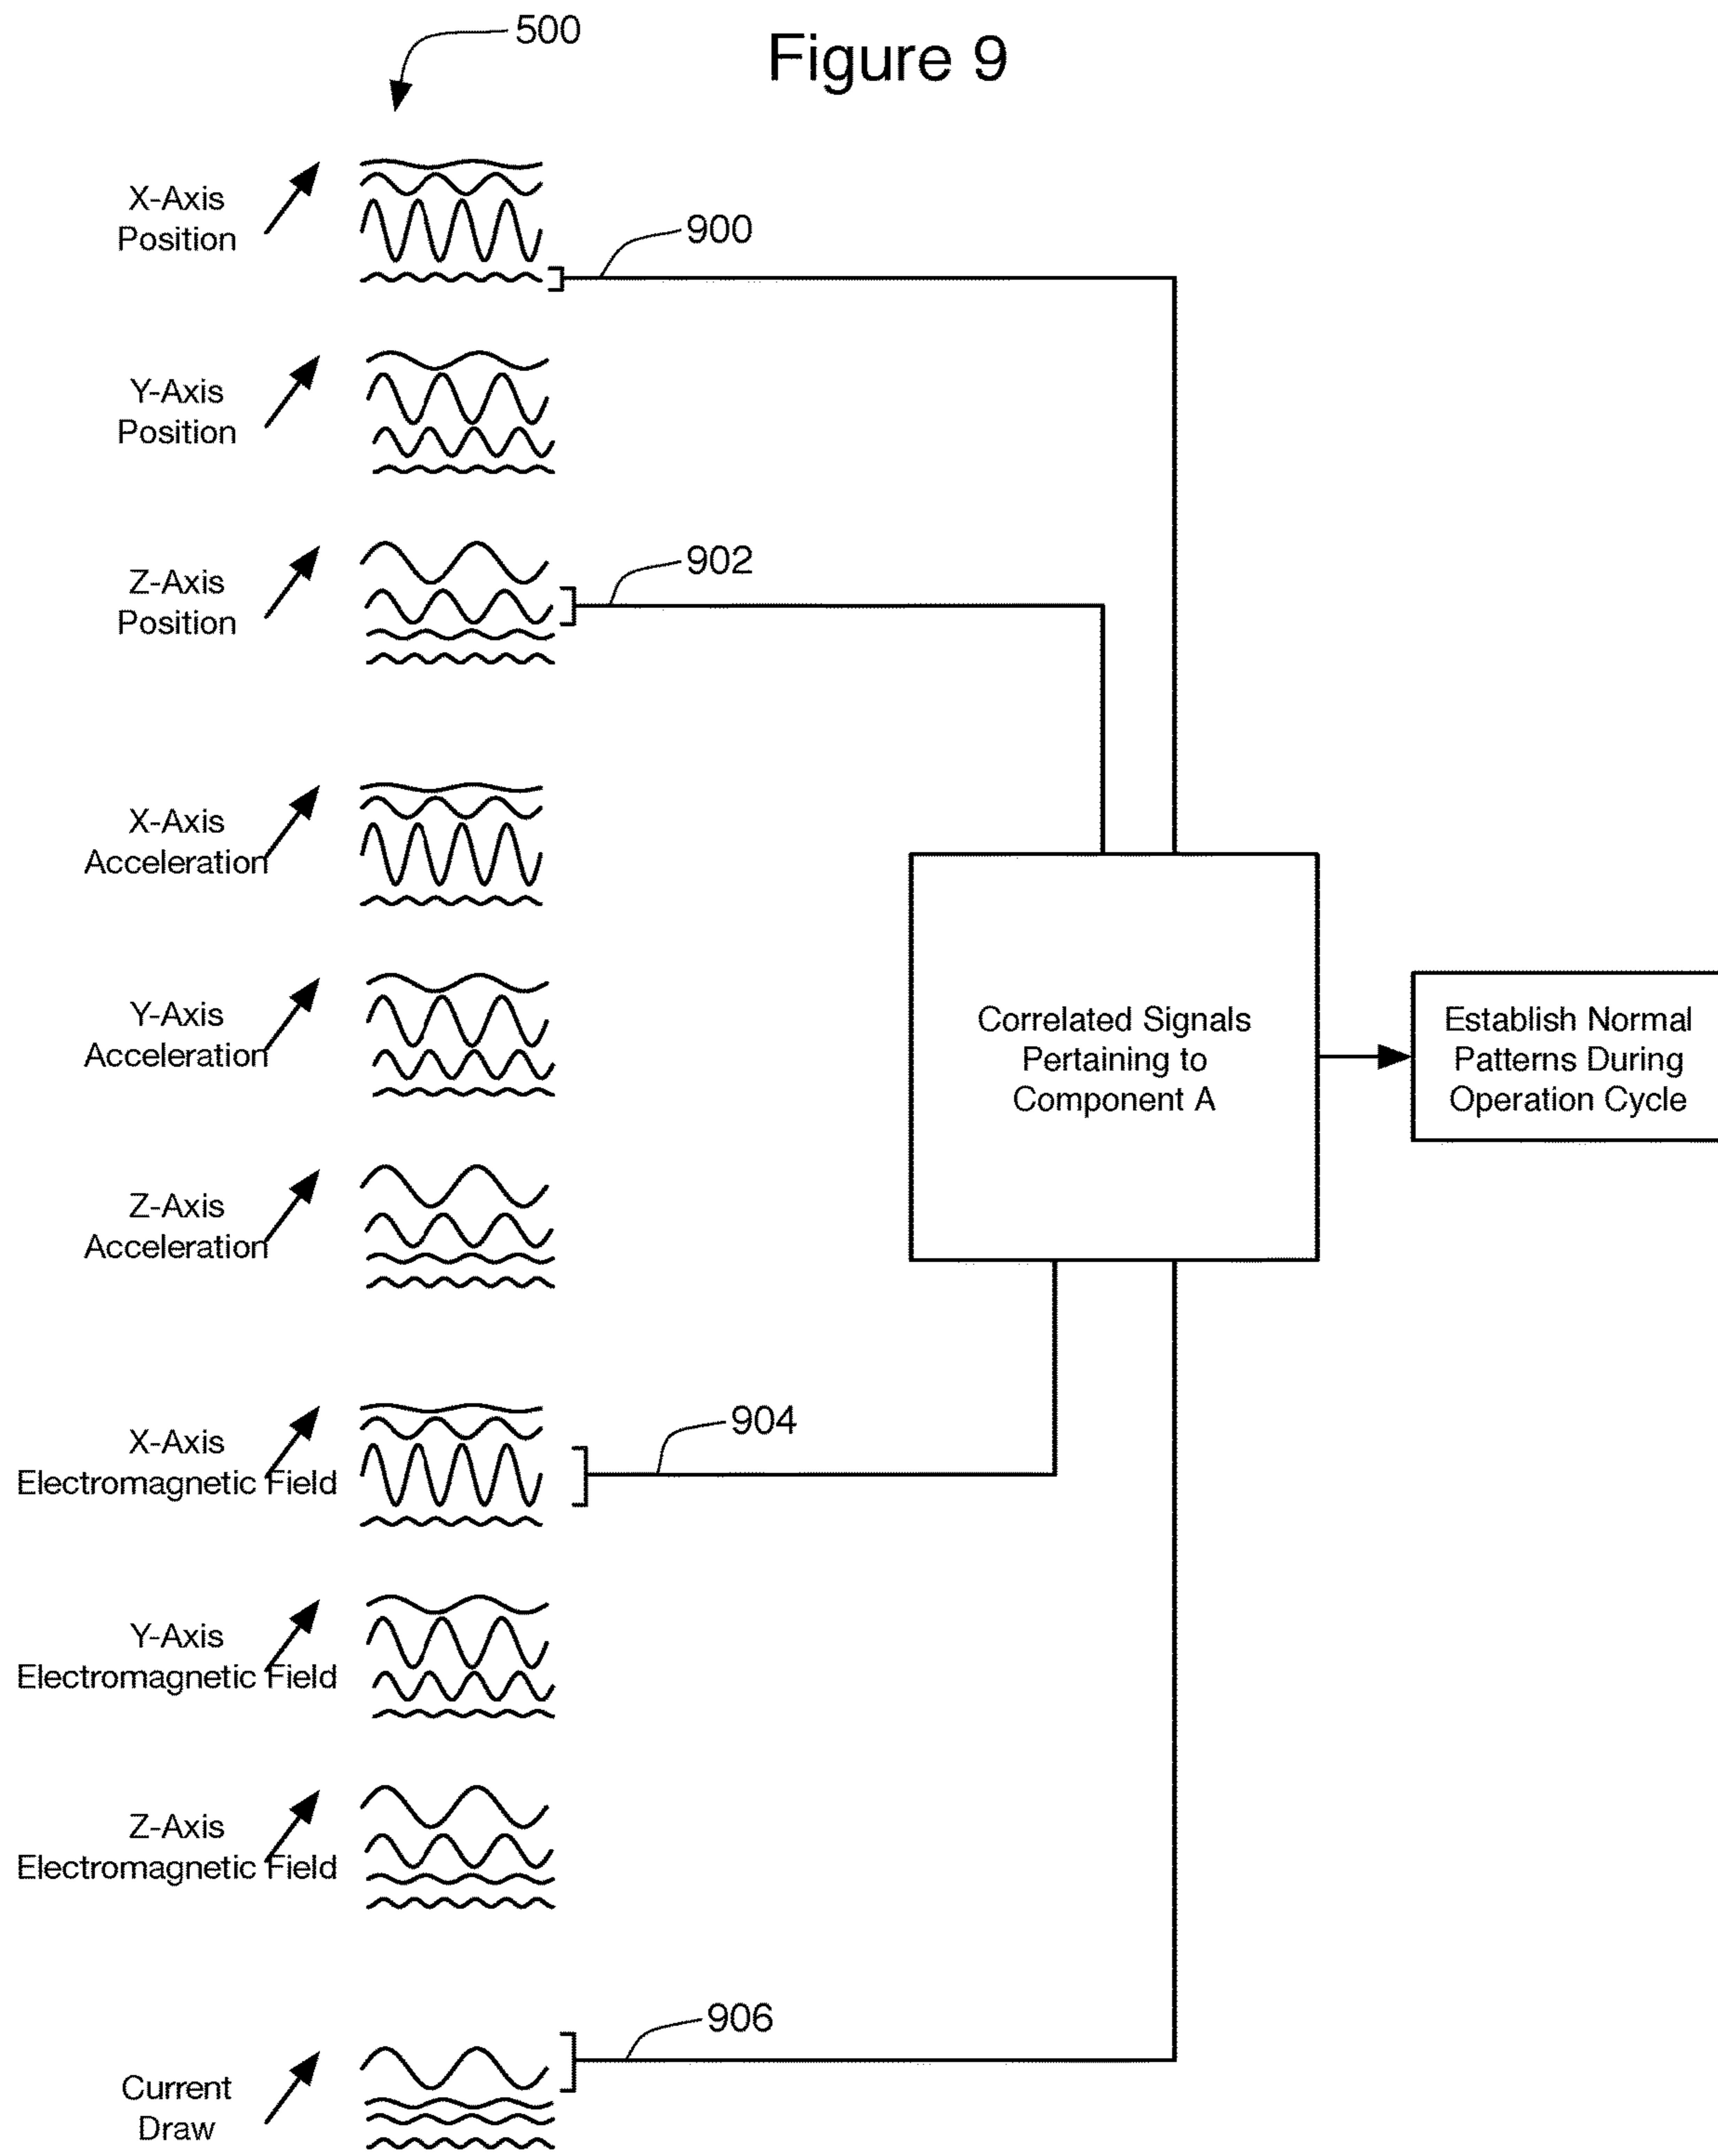 500
Figure 9
X-Axis
Position
900
Y-Axis
Position
Z-Axis
Position
902
X-Axis
Acceleration
Y-Axis
Acceleration
Correlated Signals
Pertaining to
Component A
Establish Normal
Patterns During
Operation Cycle
Z-Axis
Acceleration
X-Axis
Electromagnetic Field
904
Y-Axis
Electromagnetic Field
Z-Axis
Electromagnetic Field
906
Current
Draw